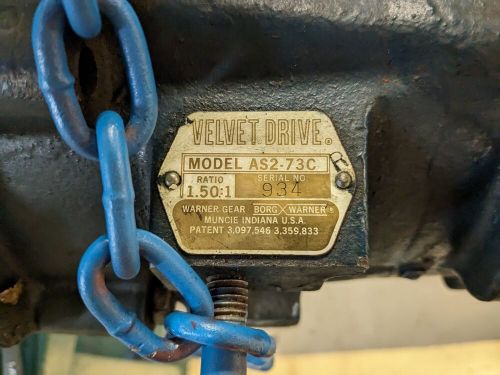 VELVET DRIVE®
MODEL AS2-73C
RATIO SERIAL NO.
1.50:1 934
WARNER GEAR BORG WARNER®
MUNCIE INDIANA U.S.A.
PATENT 3,097,546 3,359,833